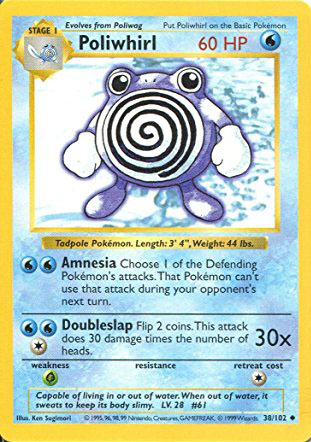 STAGE 1
Evolves from Poliwag
Put Poliwhirl on the Basic Pokémon
Poliwhirl
60 HP
Tadpole Pokémon. Length: 3' 4", Weight: 44 lbs.
Amnesia Choose 1 of the Defending
Pokémon's attacks. That Pokémon can't
use that attack during your opponent's
next turn.
Doubleslap Flip 2 coins. This attack
does 30 damage times the number of
heads.
30x
weakness
resistance
retreat cost
Capable of living in or out of water. When out of water, it
sweats to keep its body slimy. LV. 28 #61
Illus. Ken Sugimori
© 1995, 96, 98, 99 Nintendo, Creatures, GAMEFREAK. © 1999 Wizards.
38/102